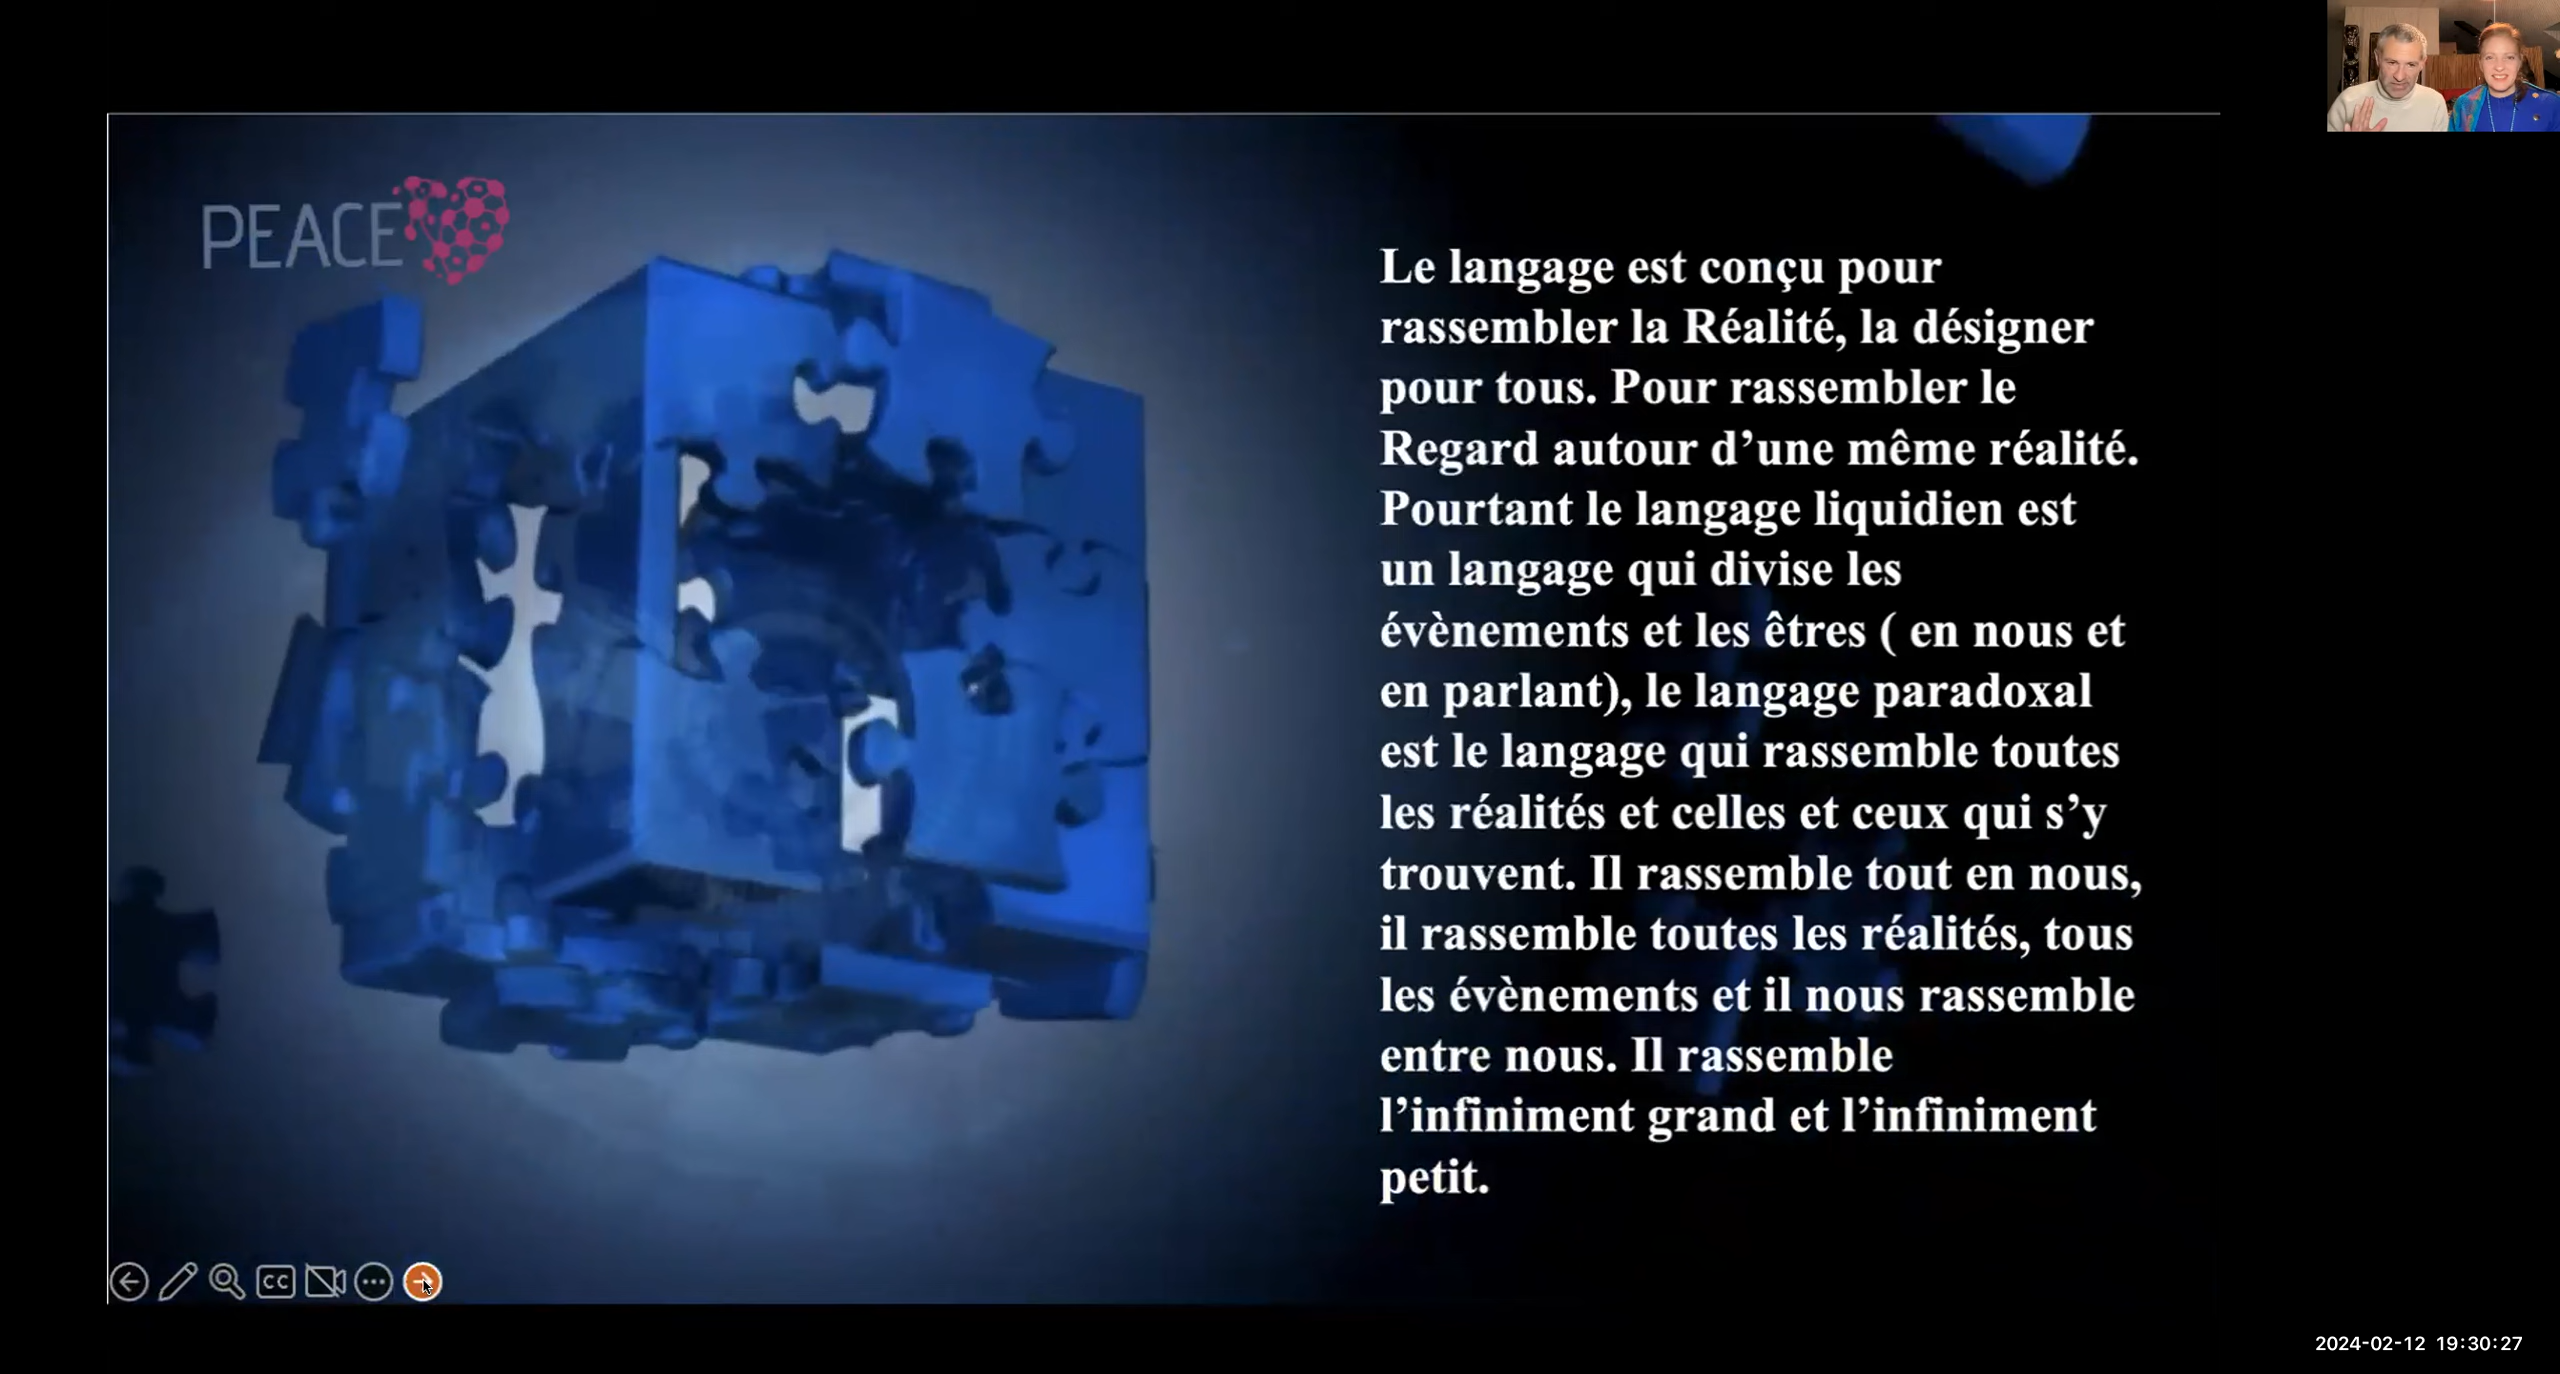 PEACE
Le langage est conçu pour
rassembler la Réalité, la désigner
pour tous. Pour rassembler le
Regard autour d’une même réalité.
Pourtant le langage liquidien est
un langage qui divise les
évènements et les êtres ( en nous et
en parlant), le langage paradoxal
est le langage qui rassemble toutes
les réalités et celles et ceux qui s’y
trouvent. Il rassemble tout en nous,
il rassemble toutes les réalités, tous
les évènements et il nous rassemble
entre nous. Il rassemble
l’infiniment grand et l’infiniment
petit.
CC
2024-02-12 19:30:27